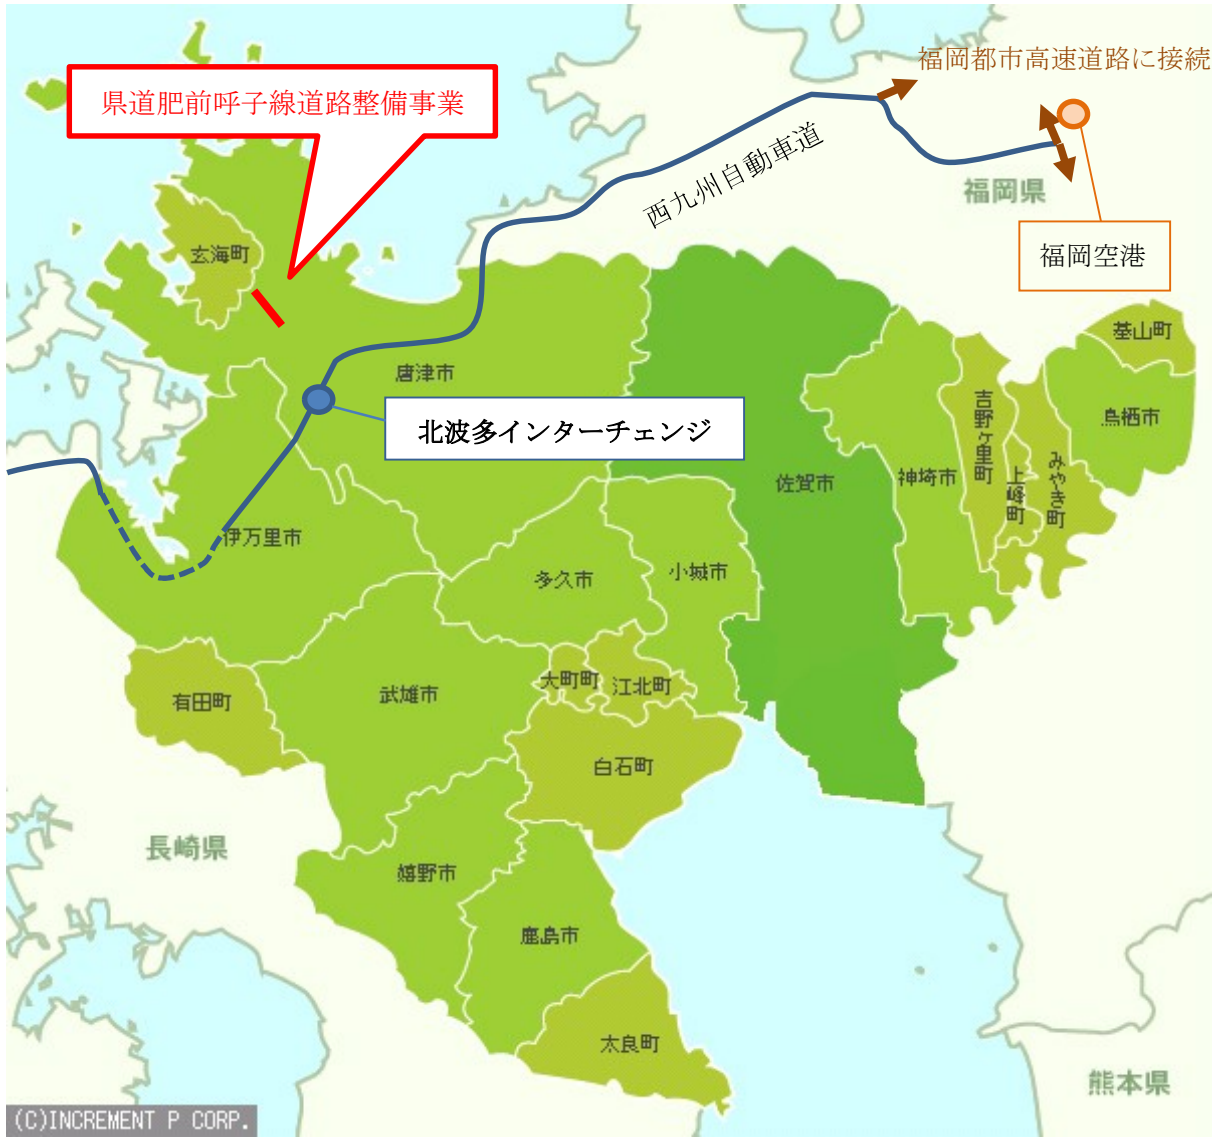 福岡都市高速道路に接続
県道肥前呼子線道路整備事業
西九州自動車道
福岡県
福岡空港
玄海町
基山町
唐津市
鳥栖市
吉野ヶ里町
北波多インターチェンジ
神埼市
上峰町
みやき町
佐賀市
伊万里市
多久市
小城市
大町町
江北町
有田町
武雄市
白石町
長崎県
嬉野市
鹿島市
太良町
熊本県
(C)INCREMENT P CORP.